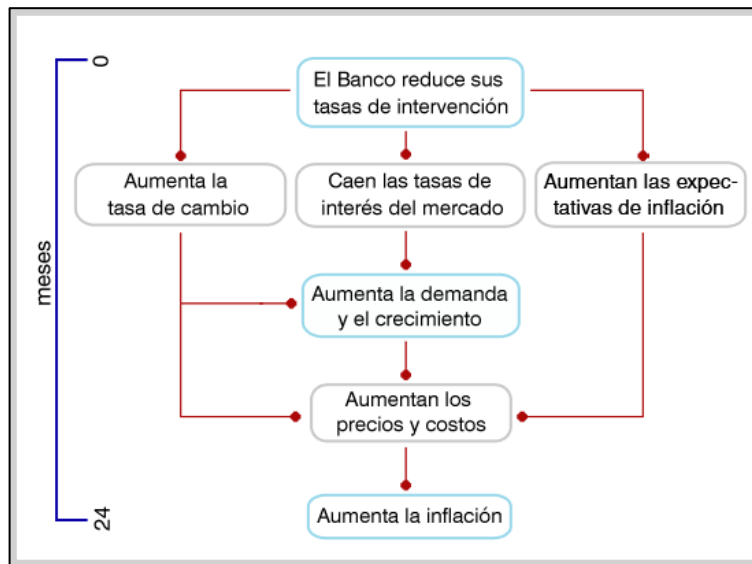 0
El Banco reduce sus
tasas de intervención
Aumenta la
tasa de cambio
Caen las tasas de
interés del mercado
Aumentan las expec-
tativas de inflación
meses
Aumenta la demanda
y el crecimiento
Aumentan los
precios y costos
Aumenta la inflación
24